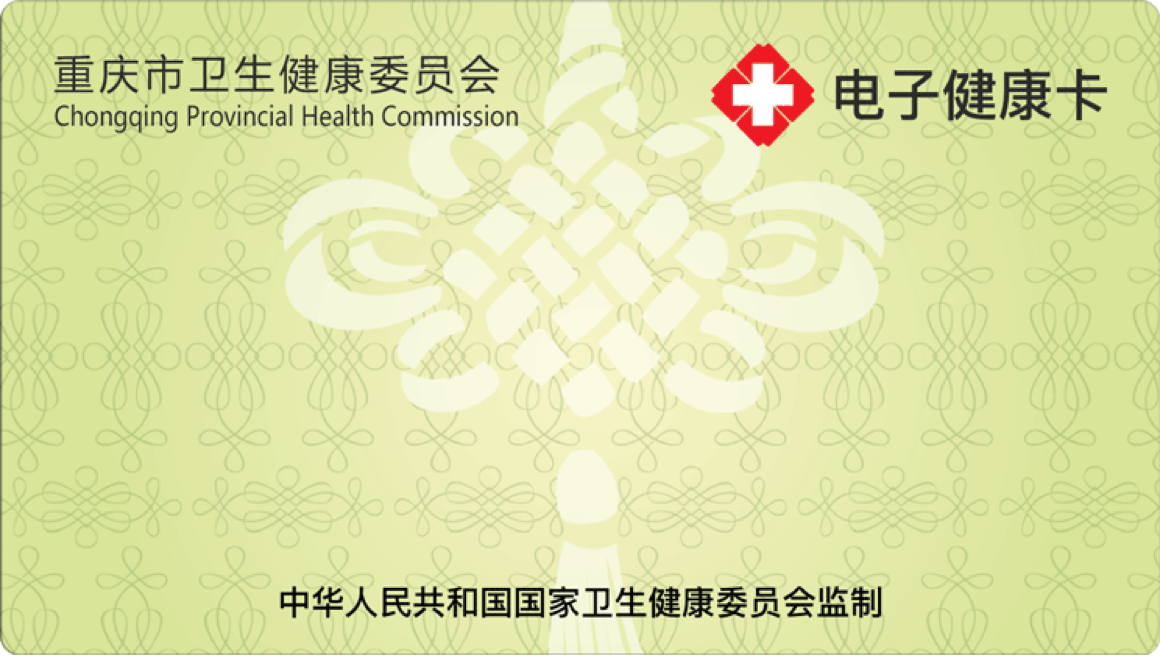 重庆市卫生健康委员会
Chongqing Provincial Health Commission
电子健康卡
中华人民共和国国家卫生健康委员会监制